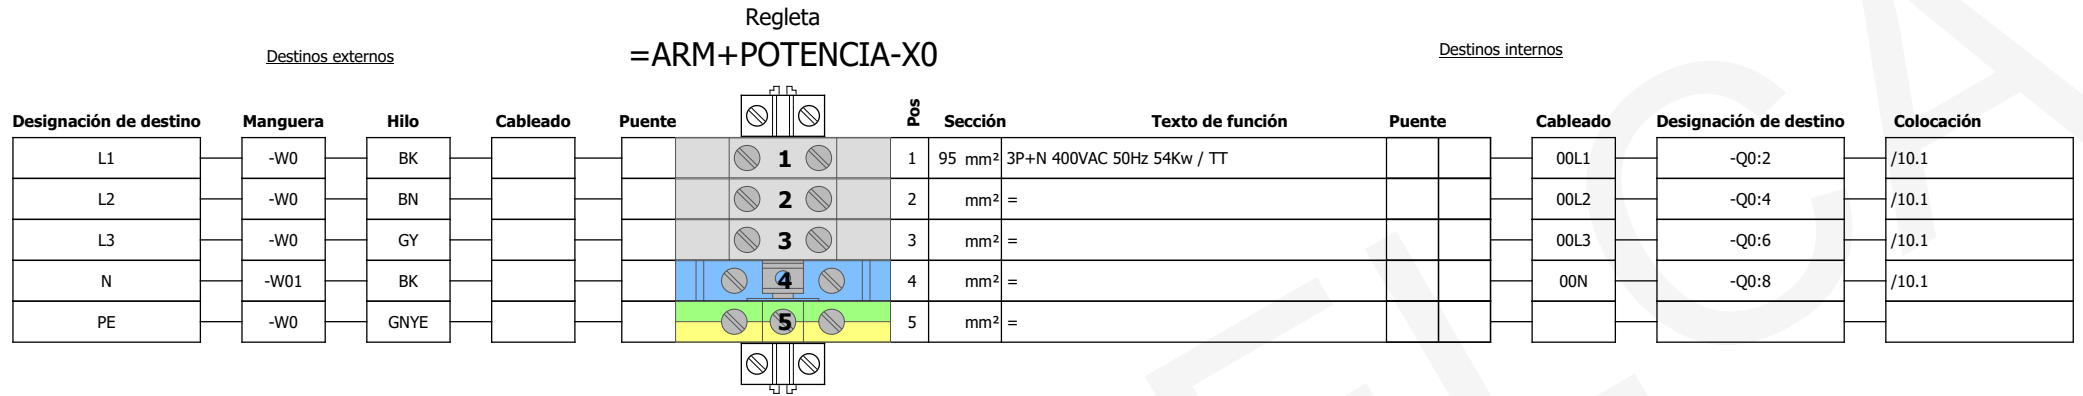 Regleta
=ARM+POTENCIA-X0
Destinos externos
Destinos internos
Designación de destino Manguera Hilo Cableado Puente Pos Sección Texto de función Puente Cableado Designación de destino Colocación
L1 -W0 BK 1 1 95 mm² 3P+N 400VAC 50Hz 54Kw / TT 00L1 -Q0:2 /10.1
L2 -W0 BN 2 2 mm² = 00L2 -Q0:4 /10.1
L3 -W0 GY 3 3 mm² = 00L3 -Q0:6 /10.1
N -W01 BK 4 4 mm² = 00N -Q0:8 /10.1
PE -W0 GNYE 5 5 mm² =